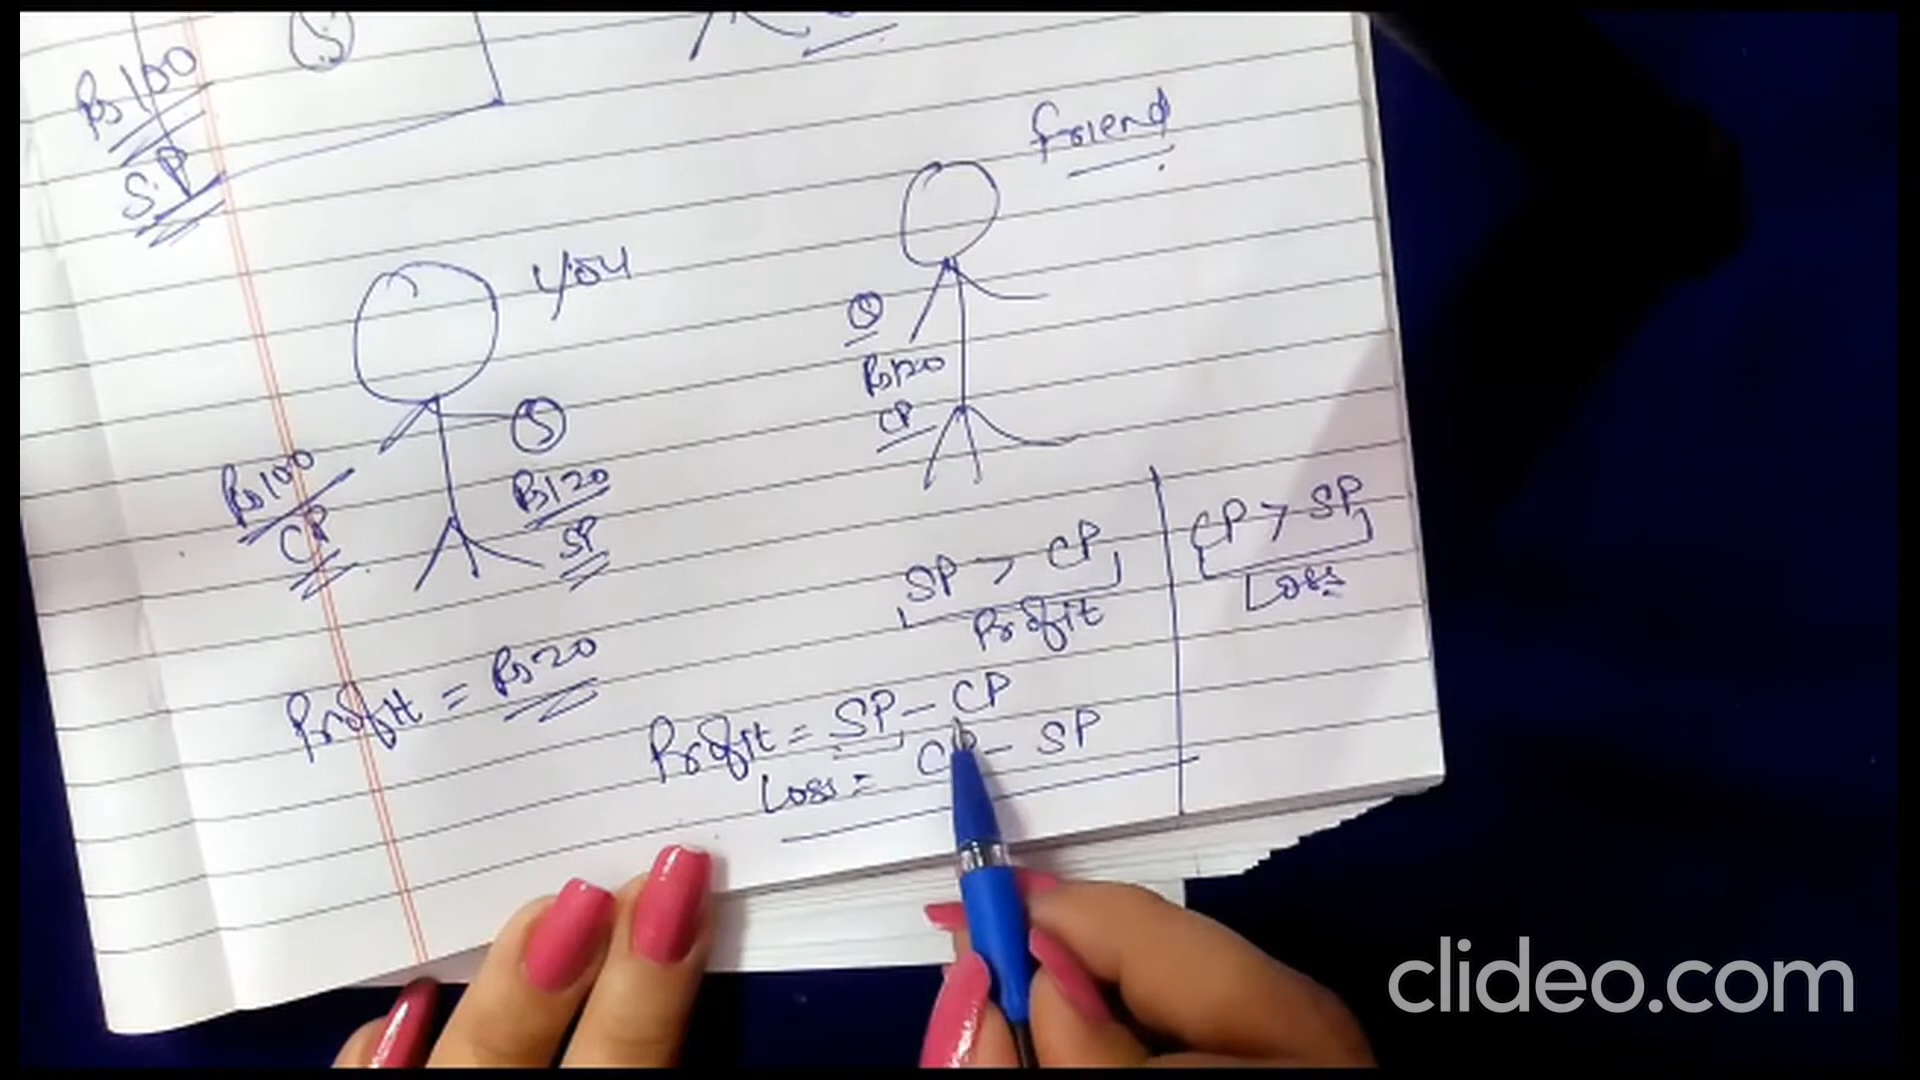 Rs 100
S
S.P
friend
you
S
Rs 120
CP
S
Rs 100
CP
Rs 120
SP
SP > CP
Profit
CP > SP
Loss
Profit = Rs 20
Profit = SP - CP
Loss = CP - SP
clideo.com